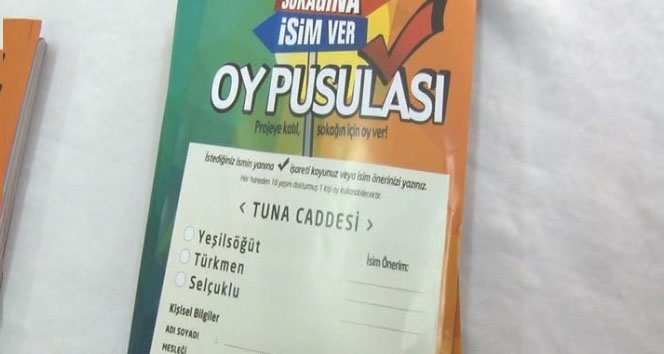 SOKAĞINA
İSİM VER
OY PUSULASI
Projeye katıl, sokağın için oy ver!
İstediğiniz ismin yanına ✓ işareti koyunuz veya isim önerinizi yazınız.
Her haneden 18 yaşını doldurmuş 1 kişi oy kullanabilecektir.
< TUNA CADDESİ >
Yeşilsöğüt
Türkmen
Selçuklu
İsim Önerim:
Kişisel Bilgiler
ADI SOYADI
MESLEĞİ